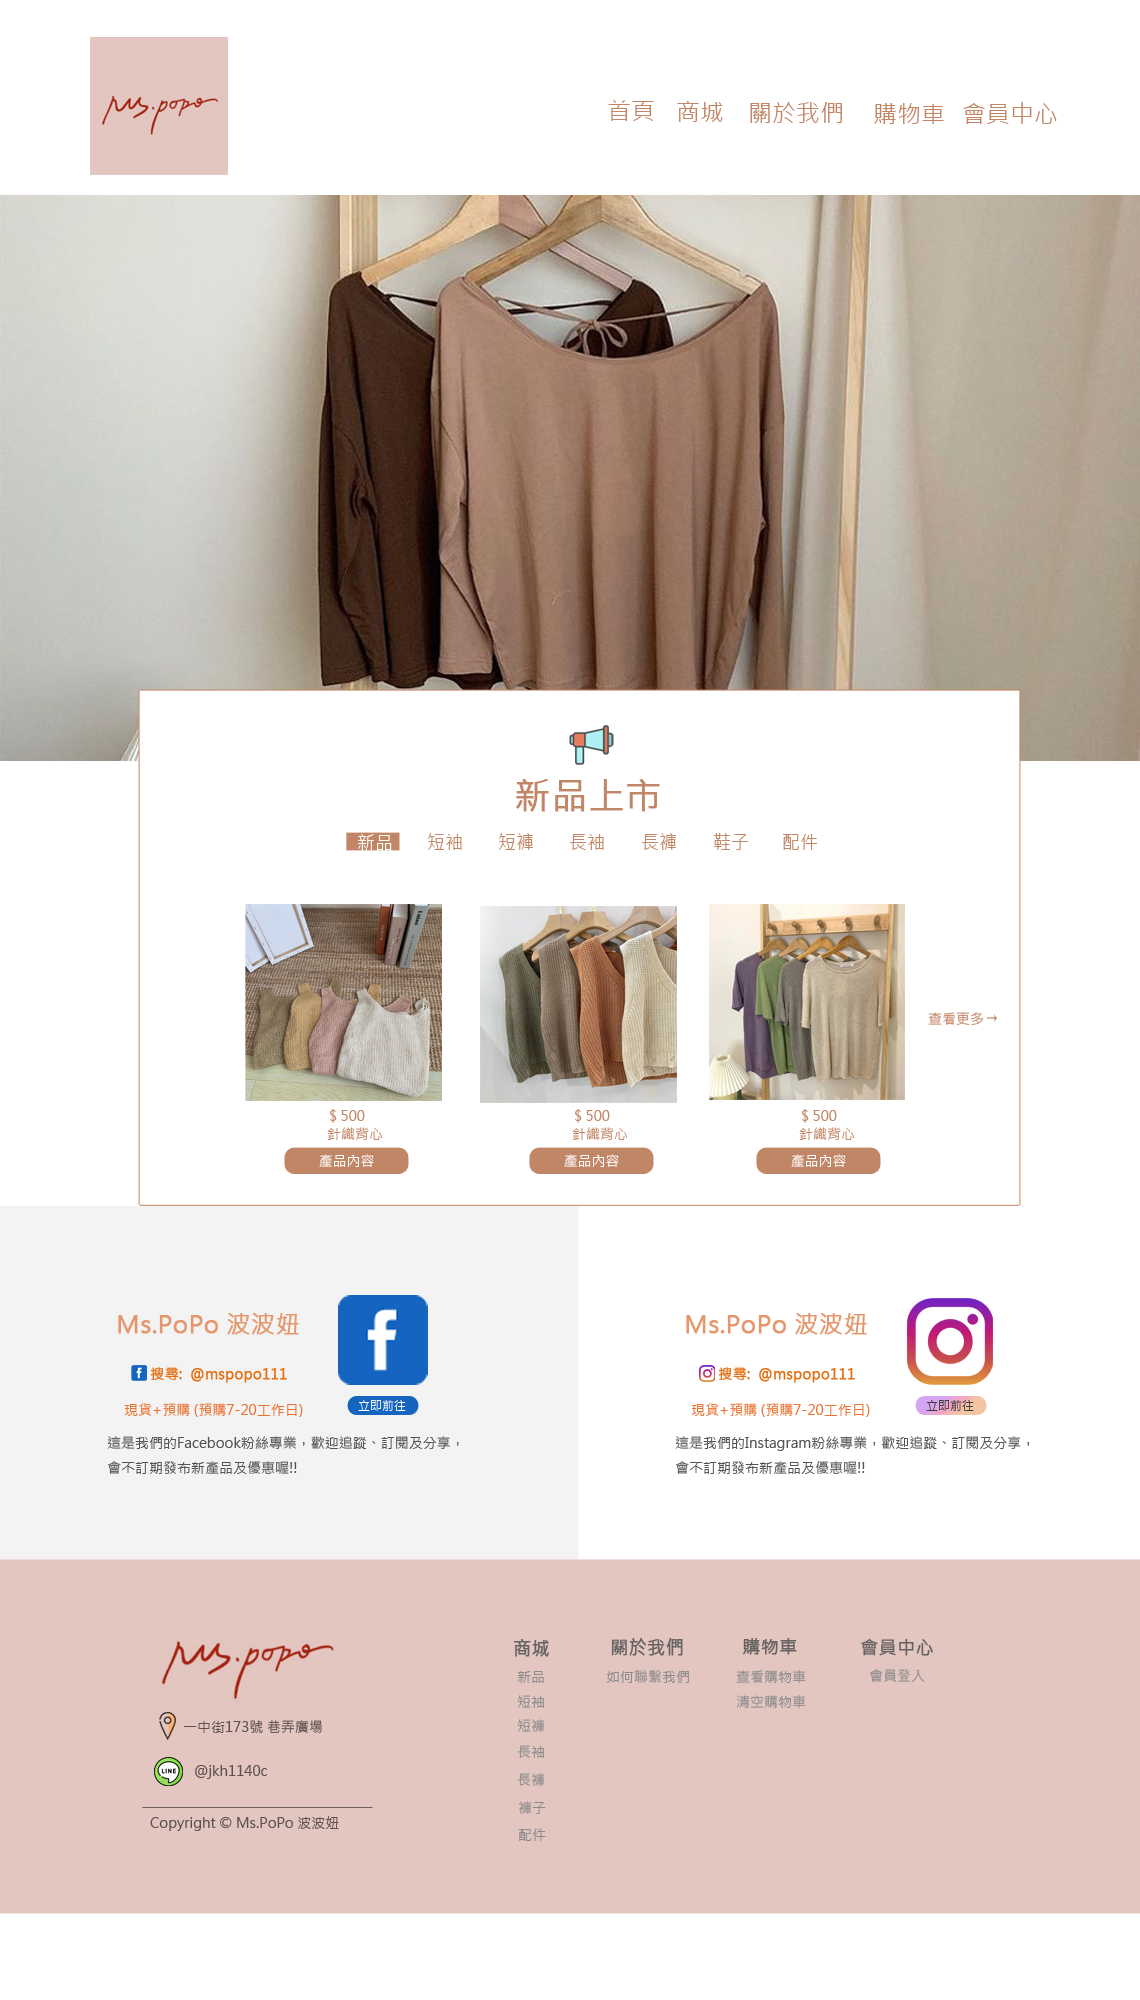 Ms.popo
首頁 商城 關於我們 購物車 會員中心
新品上市
新品 短袖 短褲 長袖 長褲 鞋子 配件
查看更多→
$ 500 $ 500 $ 500
針織背心 針織背心 針織背心
產品內容 產品內容 產品內容
Ms.PoPo 波波妞
搜尋: @mspopo111
現貨+預購 (預購7-20工作日)
立即前往
這是我們的Facebook粉絲專業，歡迎追蹤、訂閱及分享，
會不訂期發布新產品及優惠喔!!
Ms.PoPo 波波妞
搜尋: @mspopo111
現貨+預購 (預購7-20工作日)
立即前往
這是我們的Instagram粉絲專業，歡迎追蹤、訂閱及分享，
會不訂期發布新產品及優惠喔!!
Ms.popo
一中街173號 巷弄廣場
LINE
@jkh1140c
Copyright © Ms.PoPo 波波妞
商城
新品
短袖
短褲
長袖
長褲
褲子
配件
關於我們
如何聯繫我們
購物車
查看購物車
清空購物車
會員中心
會員登入